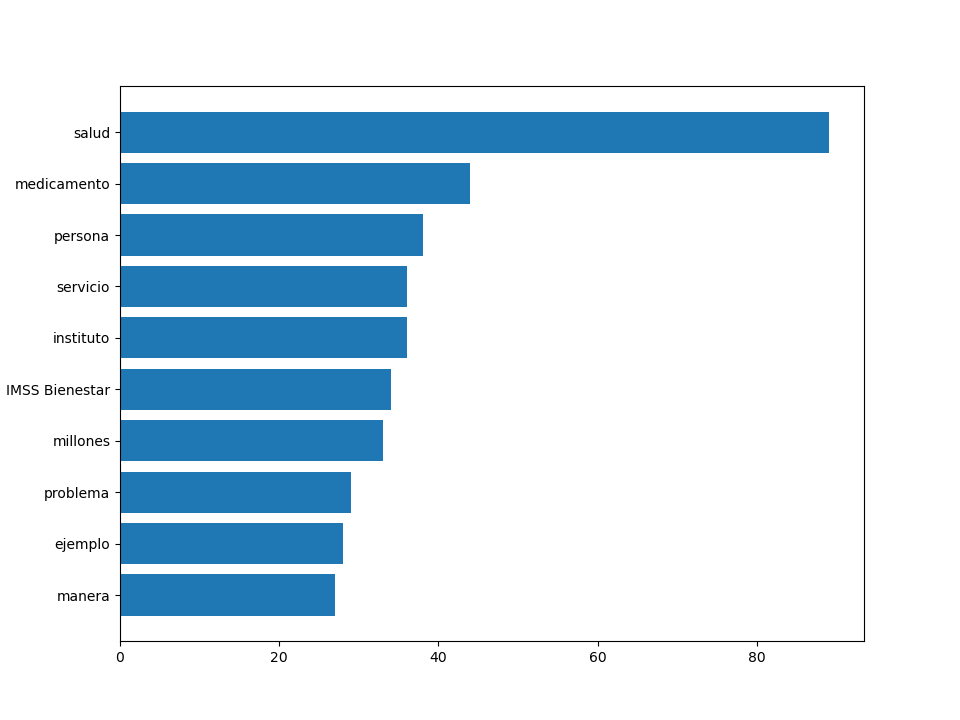 salud
medicamento
persona
servicio
instituto
IMSS Bienestar
millones
problema
ejemplo
manera
0 20 40 60 80